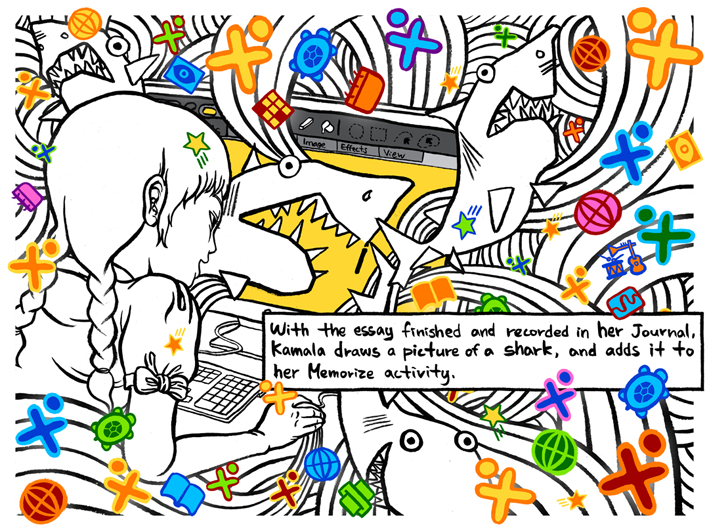 Image Effects View
With the essay finished and recorded in her Journal,
Kamala draws a picture of a shark, and adds it to
her Memorize activity.